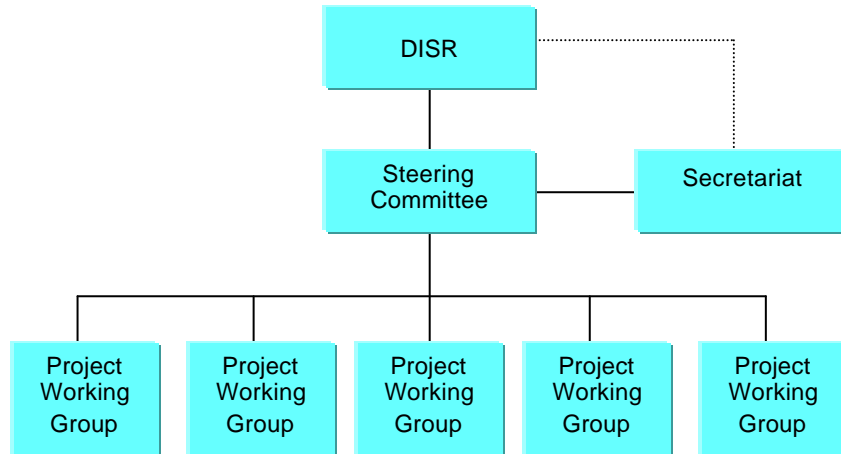 DISR
Steering
Committee
Secretariat
Project
Working
Group
Project
Working
Group
Project
Working
Group
Project
Working
Group
Project
Working
Group